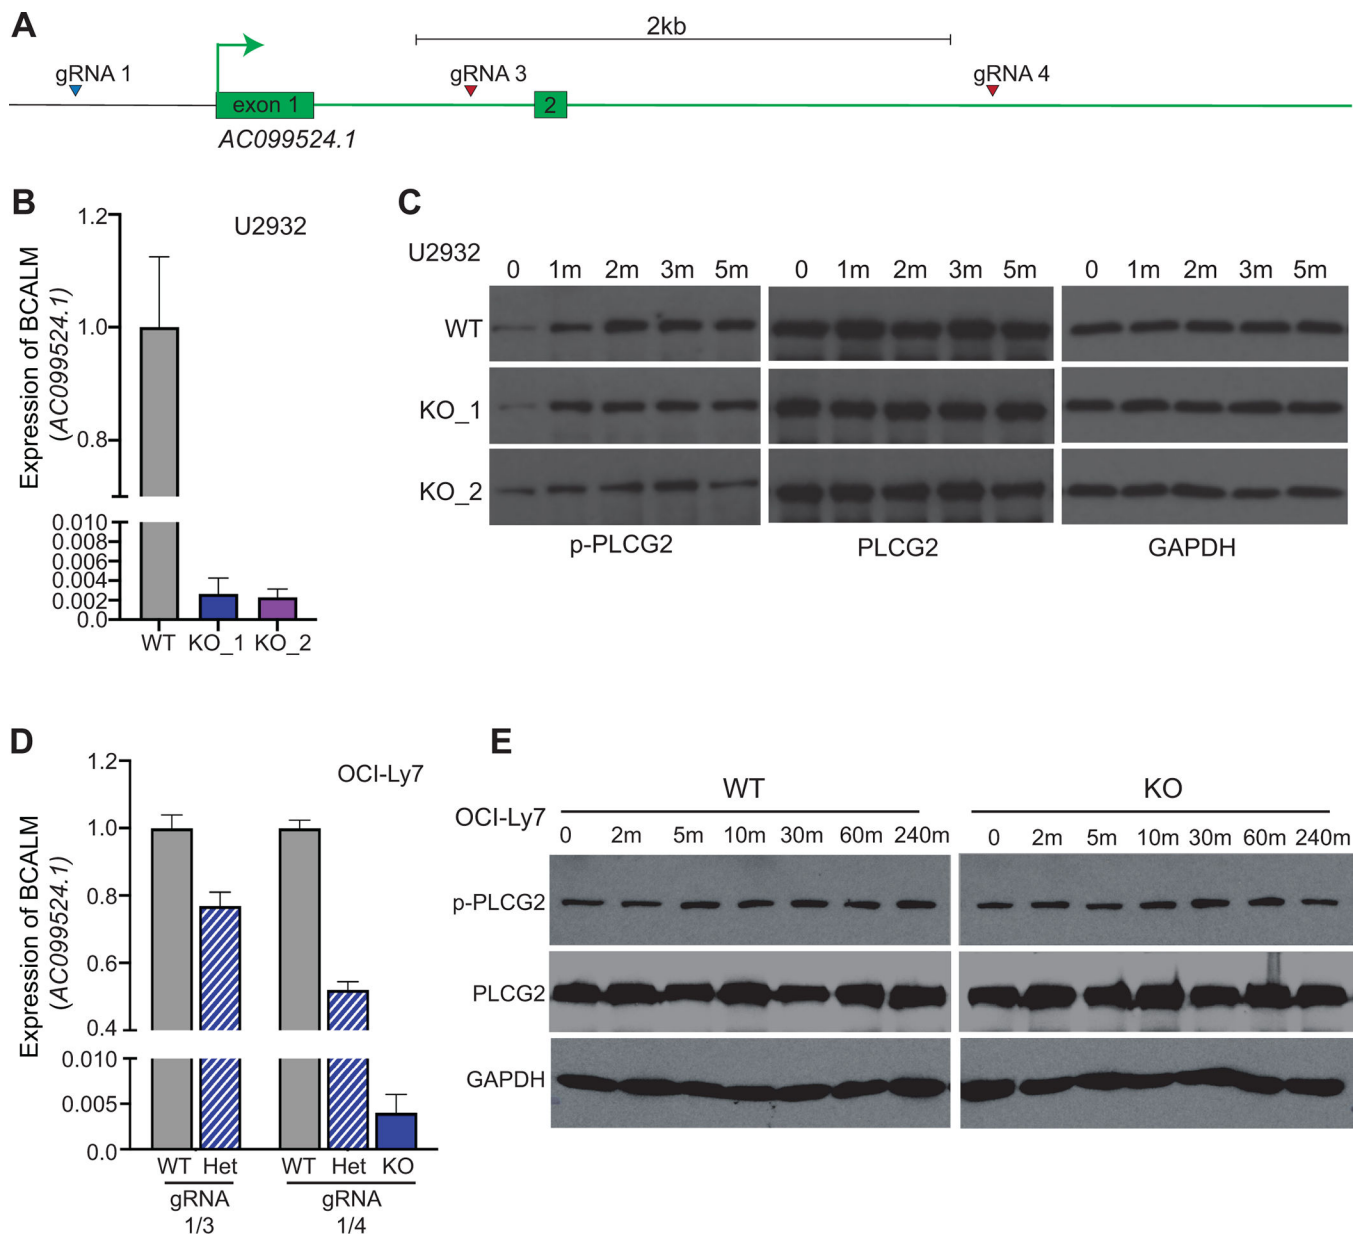 A
2kb
gRNA 1
gRNA 3
gRNA 4
exon 1
2
AC099524.1
B
U2932
Expression of BCALM
(AC099524.1)
1.2
1.0
0.8
0.010
0.008
0.006
0.004
0.002
0.0
WT KO_1 KO_2
C
U2932
0 1m 2m 3m 5m
0 1m 2m 3m 5m
0 1m 2m 3m 5m
WT
KO_1
KO_2
p-PLCG2
PLCG2
GAPDH
D
OCI-Ly7
Expression of BCALM
(AC099524.1)
1.2
1.0
0.8
0.6
0.4
0.010
0.005
0.0
WT Het WT Het KO
gRNA
1/3
gRNA
1/4
E
WT
KO
OCI-Ly7
0 2m 5m 10m 30m 60m 240m
0 2m 5m 10m 30m 60m 240m
p-PLCG2
PLCG2
GAPDH